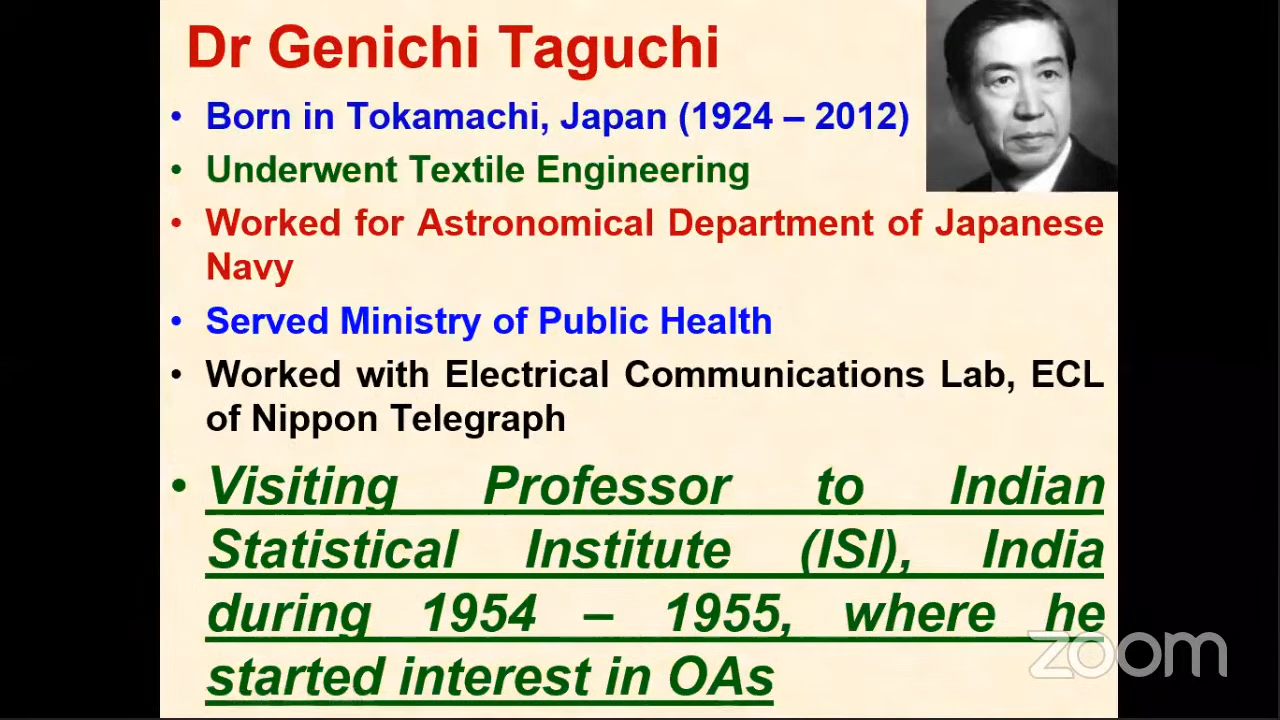 Dr Genichi Taguchi
• Born in Tokamachi, Japan (1924 – 2012)
• Underwent Textile Engineering
• Worked for Astronomical Department of Japanese
Navy
• Served Ministry of Public Health
• Worked with Electrical Communications Lab, ECL
of Nippon Telegraph
• Visiting Professor to Indian
Statistical Institute (ISI), India
during 1954 – 1955, where he
started interest in OAs
zoom